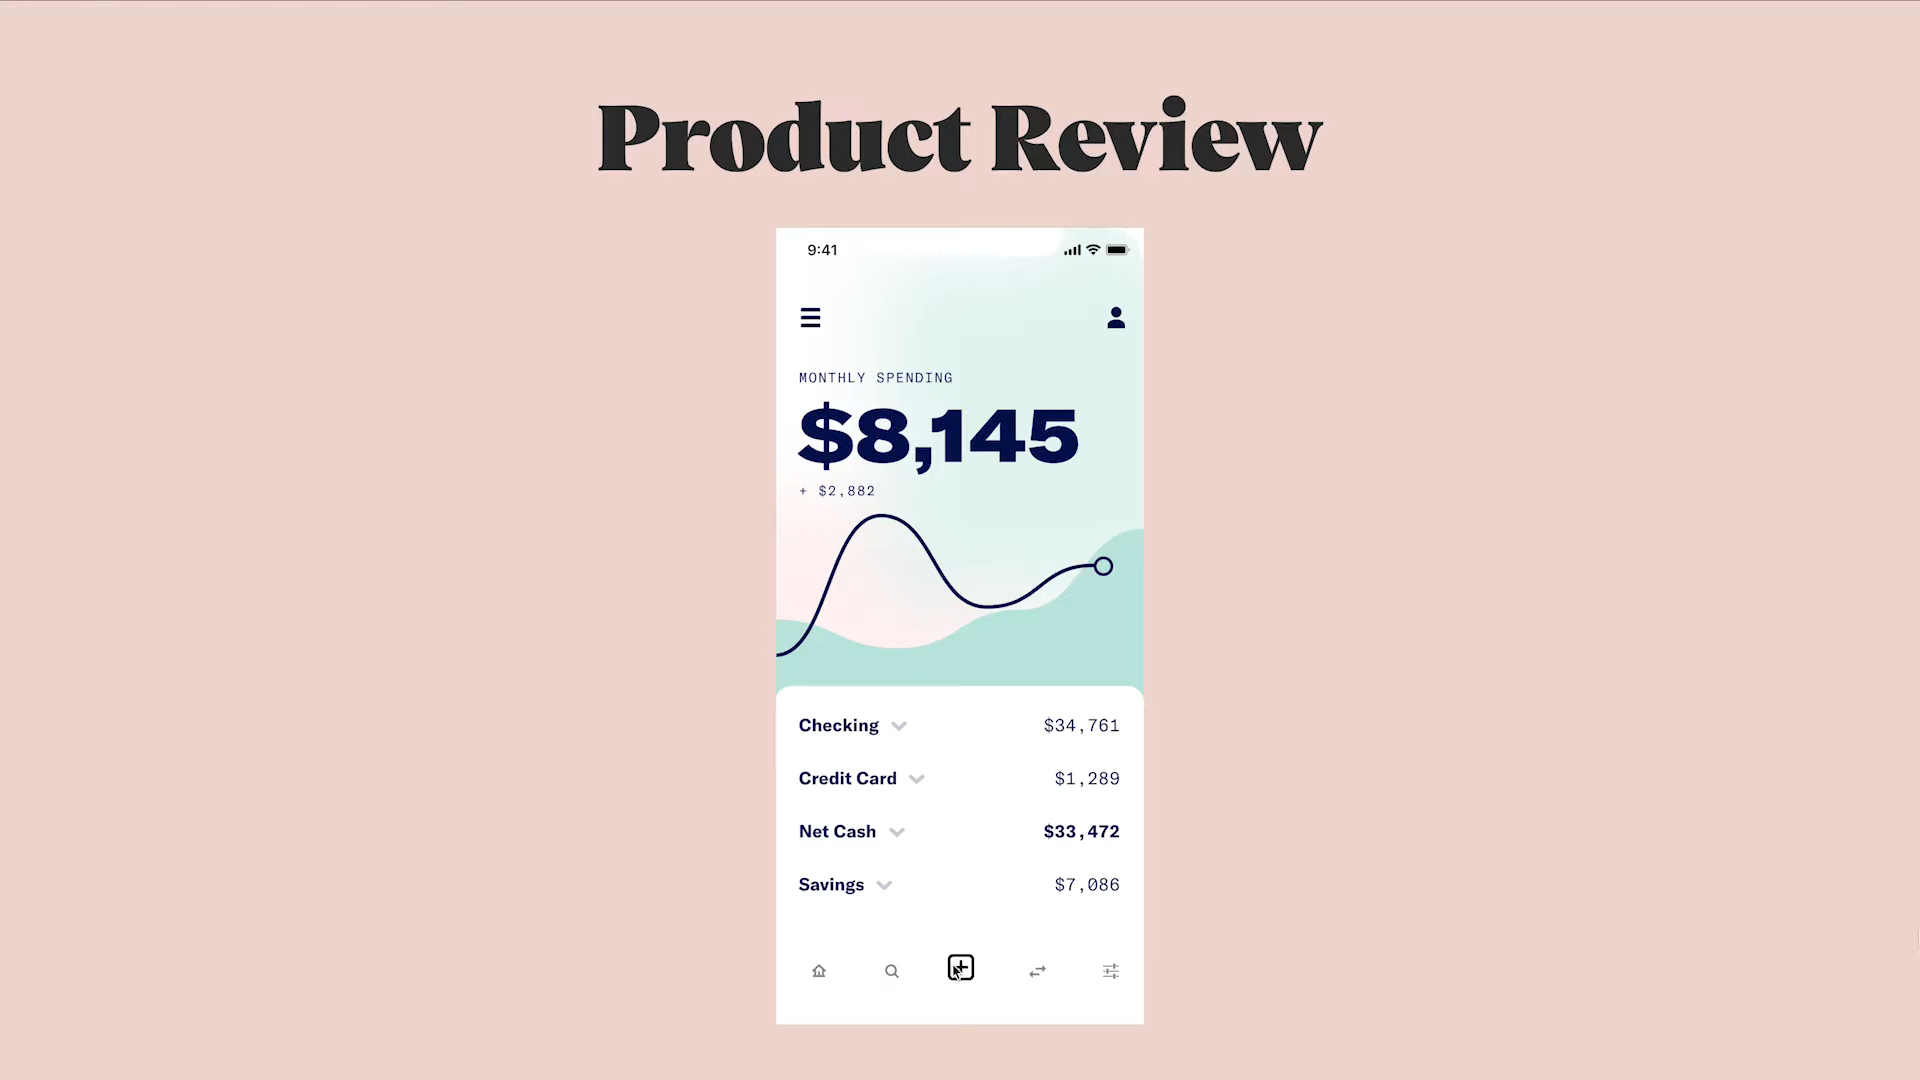 Product Review
9:41
MONTHLY SPENDING
$8,145
+ $2,882
Checking $34,761
Credit Card $1,289
Net Cash $33,472
Savings $7,086